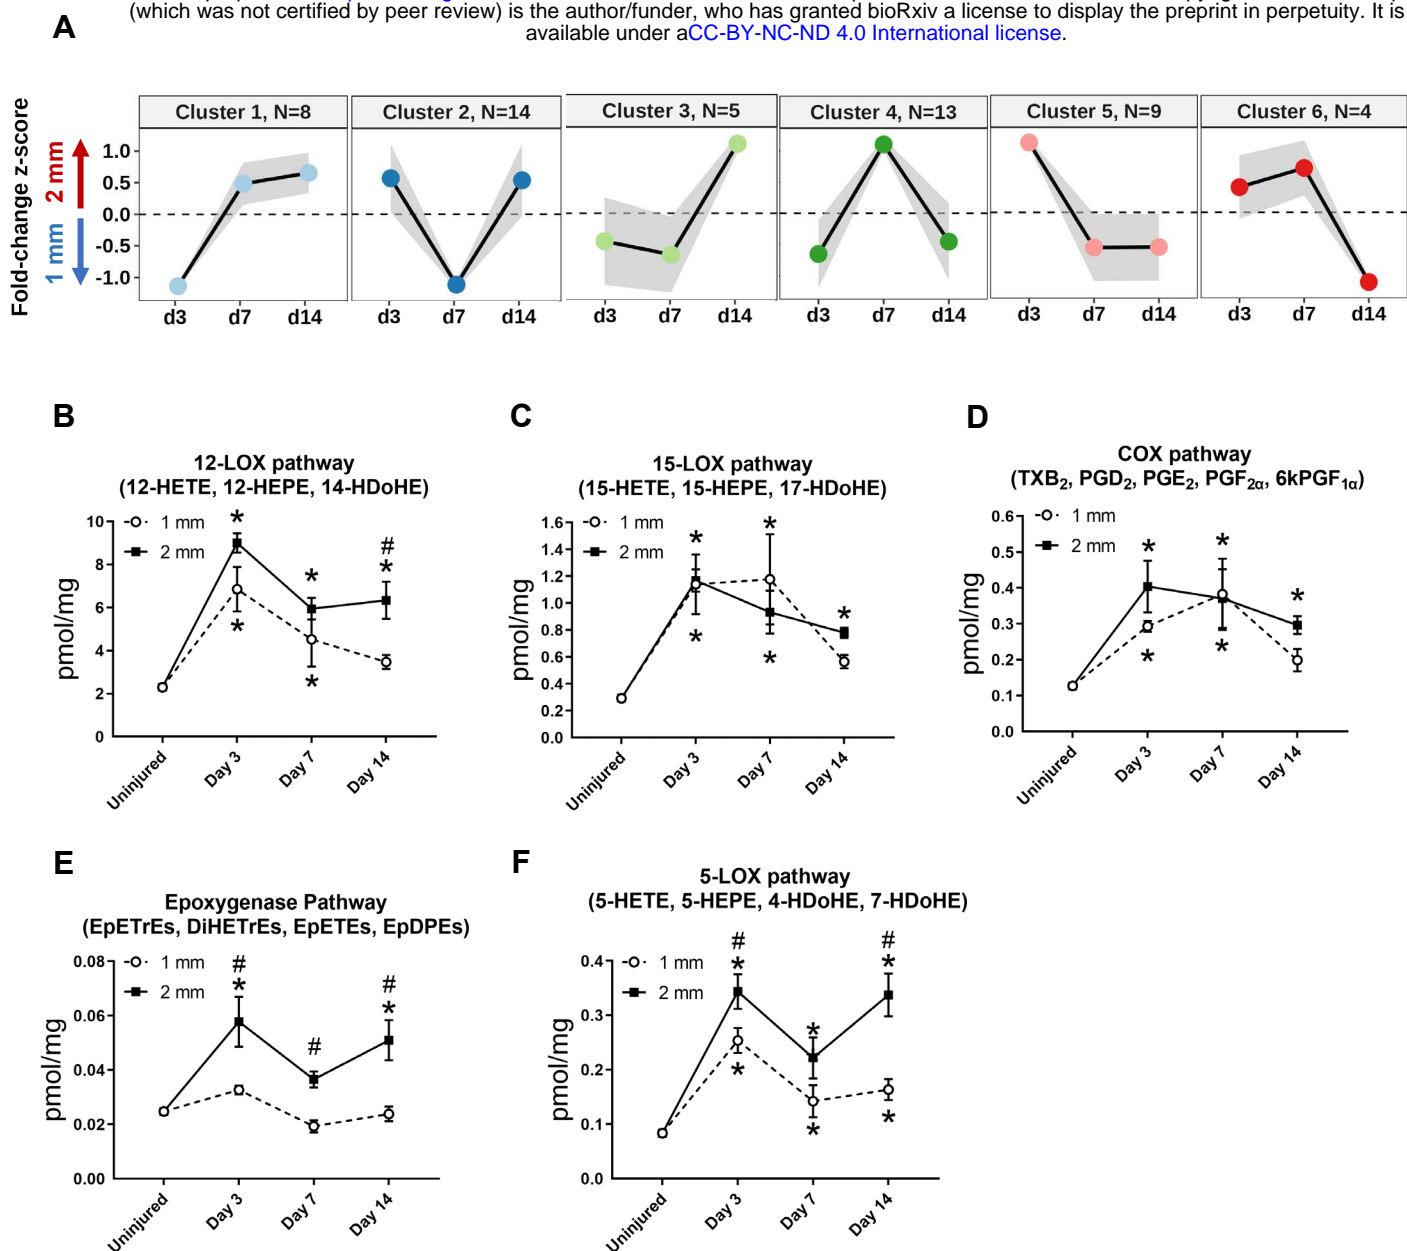 (which was not certified by peer review) is the author/funder, who has granted bioRxiv a license to display the preprint in perpetuity. It is
available under aCC-BY-NC-ND 4.0 International license.
A
Fold-change z-score
1 mm 2 mm
Cluster 1, N=8 Cluster 2, N=14 Cluster 3, N=5 Cluster 4, N=13 Cluster 5, N=9 Cluster 6, N=4
1.0
0.5
0.0
-0.5
-1.0
d3 d7 d14 d3 d7 d14 d3 d7 d14 d3 d7 d14 d3 d7 d14 d3 d7 d14
B
12-LOX pathway
(12-HETE, 12-HEPE, 14-HDoHE)
1 mm
2 mm
pmol/mg
10
8
6
4
2
0
* * * * # *
Uninjured Day 3 Day 7 Day 14
C
15-LOX pathway
(15-HETE, 15-HEPE, 17-HDoHE)
1 mm
2 mm
pmol/mg
1.6
1.4
1.2
1.0
0.8
0.6
0.4
0.2
0.0
* * * * *
Uninjured Day 3 Day 7 Day 14
D
COX pathway
(TXB₂, PGD₂, PGE₂, PGF₂α, 6kPGF₁α)
1 mm
2 mm
pmol/mg
0.6
0.5
0.4
0.3
0.2
0.1
0.0
* * * * *
Uninjured Day 3 Day 7 Day 14
E
Epoxygenase Pathway
(EpETrEs, DiHETrEs, EpETEs, EpDPEs)
1 mm
2 mm
pmol/mg
0.08
0.06
0.04
0.02
0.00
# * # # *
Uninjured Day 3 Day 7 Day 14
F
5-LOX pathway
(5-HETE, 5-HEPE, 4-HDoHE, 7-HDoHE)
1 mm
2 mm
pmol/mg
0.4
0.3
0.2
0.1
0.0
# * * * * # * *
Uninjured Day 3 Day 7 Day 14